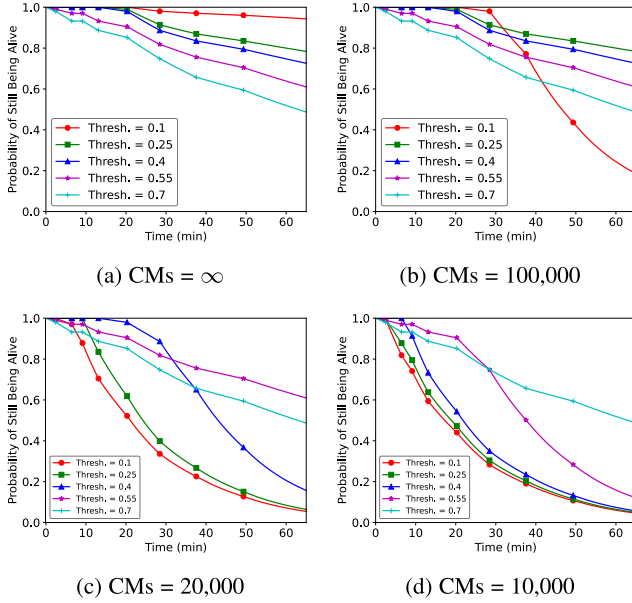 Probability of Still Being Alive
1.0
0.8
0.6
0.4
0.2
0.0
Thresh. = 0.1
Thresh. = 0.25
Thresh. = 0.4
Thresh. = 0.55
Thresh. = 0.7
0 10 20 30 40 50 60
Time (min)
(a) CMs = ∞
Probability of Still Being Alive
1.0
0.8
0.6
0.4
0.2
0.0
Thresh. = 0.1
Thresh. = 0.25
Thresh. = 0.4
Thresh. = 0.55
Thresh. = 0.7
0 10 20 30 40 50 60
Time (min)
(b) CMs = 100,000
Probability of Still Being Alive
1.0
0.8
0.6
0.4
0.2
0.0
Thresh. = 0.1
Thresh. = 0.25
Thresh. = 0.4
Thresh. = 0.55
Thresh. = 0.7
0 10 20 30 40 50 60
Time (min)
(c) CMs = 20,000
Probability of Still Being Alive
1.0
0.8
0.6
0.4
0.2
0.0
Thresh. = 0.1
Thresh. = 0.25
Thresh. = 0.4
Thresh. = 0.55
Thresh. = 0.7
0 10 20 30 40 50 60
Time (min)
(d) CMs = 10,000